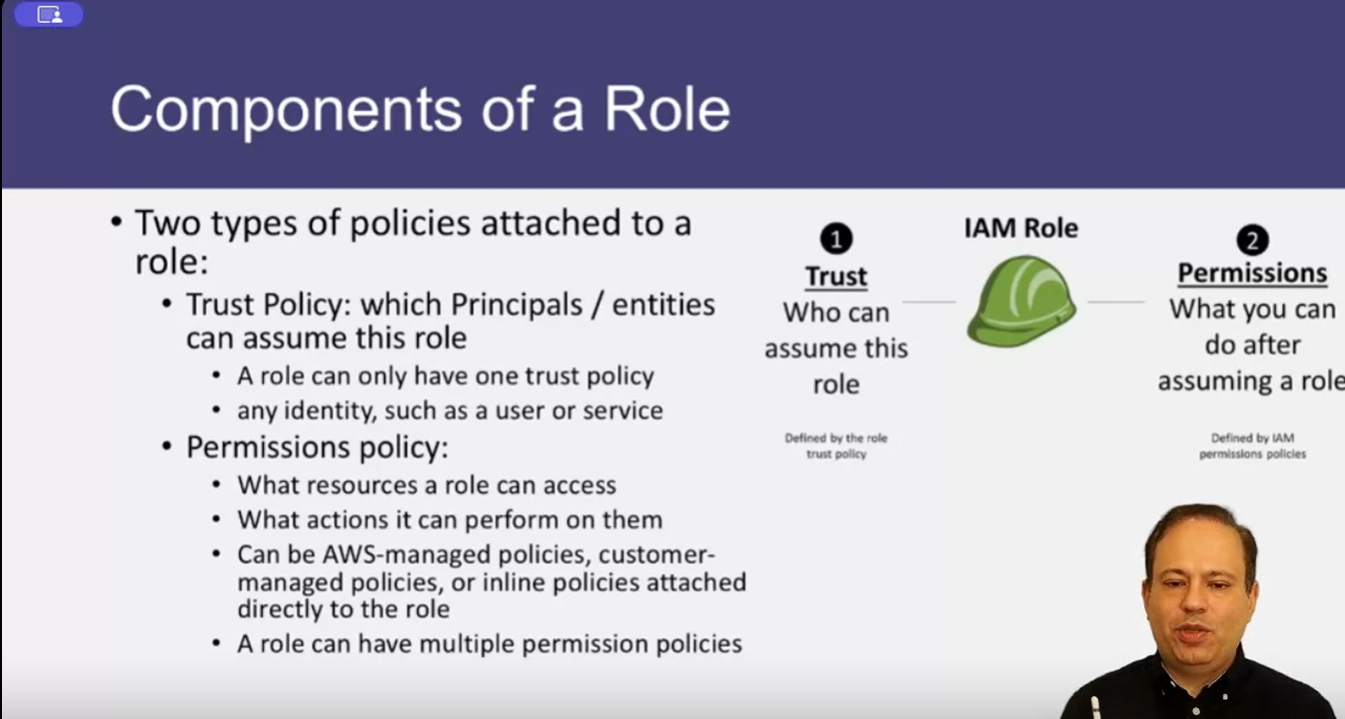 Components of a Role
• Two types of policies attached to a
role:
• Trust Policy: which Principals / entities
can assume this role
• A role can only have one trust policy
• any identity, such as a user or service
• Permissions policy:
• What resources a role can access
• What actions it can perform on them
• Can be AWS-managed policies, customer-
managed policies, or inline policies attached
directly to the role
• A role can have multiple permission policies
1
Trust
Who can
assume this
role
Defined by the role
trust policy
IAM Role
2
Permissions
What you can
do after
assuming a role
Defined by IAM
permissions policies